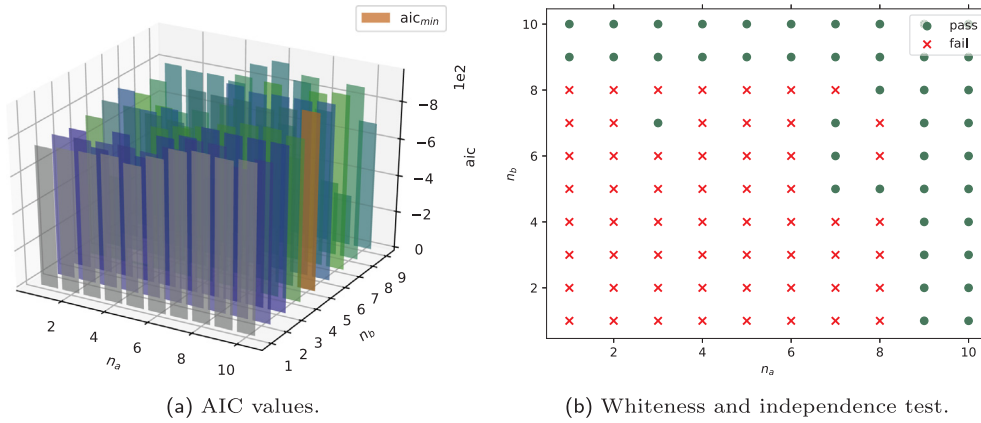 aic_min
1e2
−8
−6
−4
−2
0
aic
2
4
6
8
10
n_a
1
2
3
4
5
6
7
8
9
n_b
(a) AIC values.
pass
fail
10
8
6
4
2
n_b
2
4
6
8
10
n_a
(b) Whiteness and independence test.